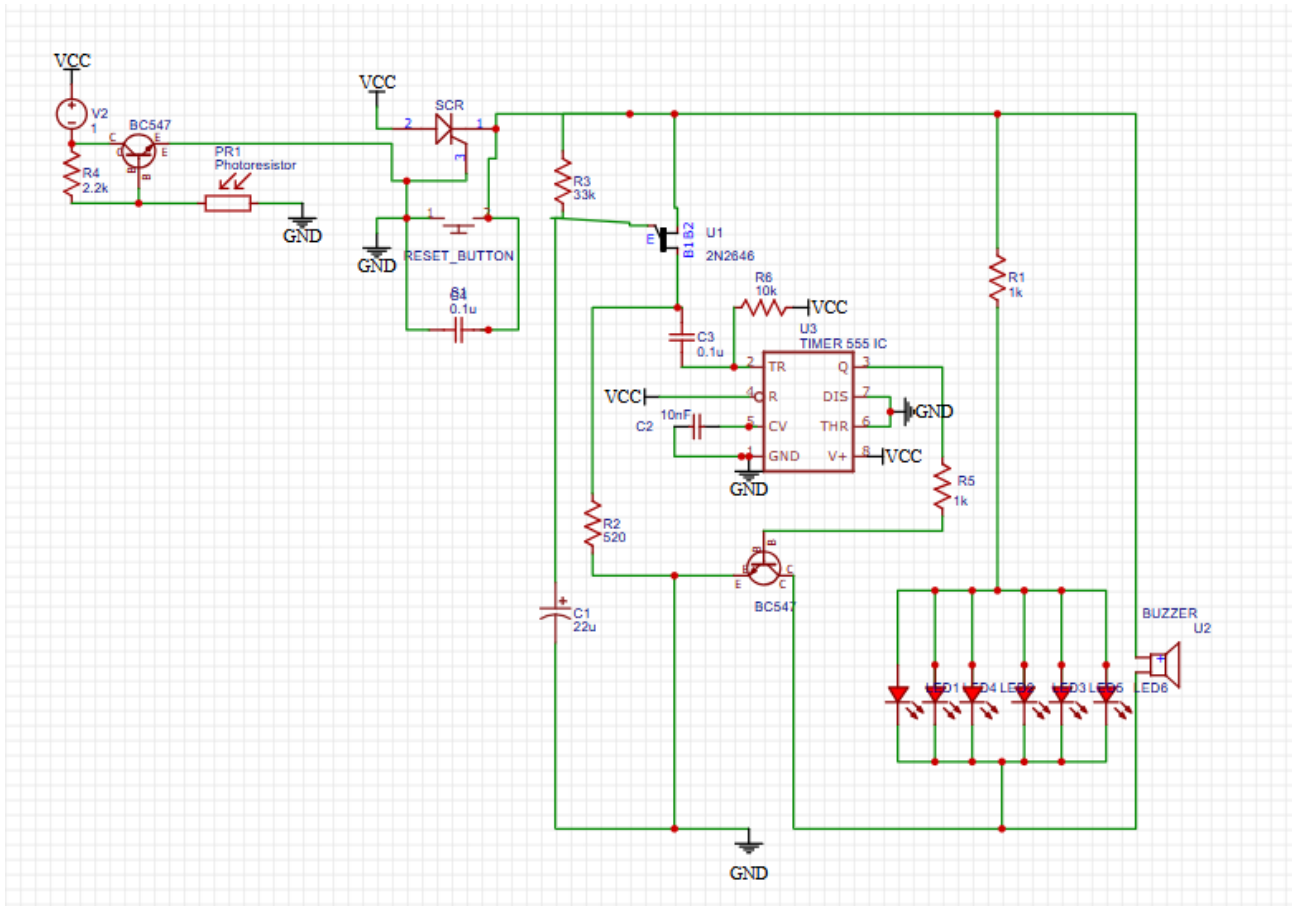 VCC
V2
1
BC547
C
C
E
E
B
B
R4
2.2k
PR1
Photoresistor
GND
VCC
SCR
2
1
3
1
GND
RESET_BUTTON
0.1u
R3
33k
E
B1
B2
U1
2N2646
R6
10k
VCC
U3
TIMER 555 IC
C3
0.1u
2
TR
Q
3
VCC
4
R
DIS
7
GND
10nF
C2
5
CV
THR
6
1
GND
V+
8
VCC
GND
R5
1k
R2
520
B
B
E
E
C
C
BC547
C1
22u
GND
R1
1k
BUZZER
U2
LED1
LED4
LED2
LED3
LED5
LED6